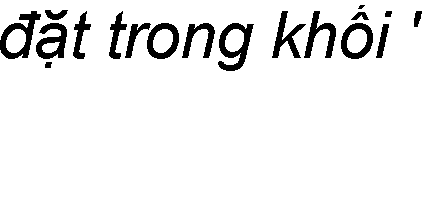 đặt trong khối '